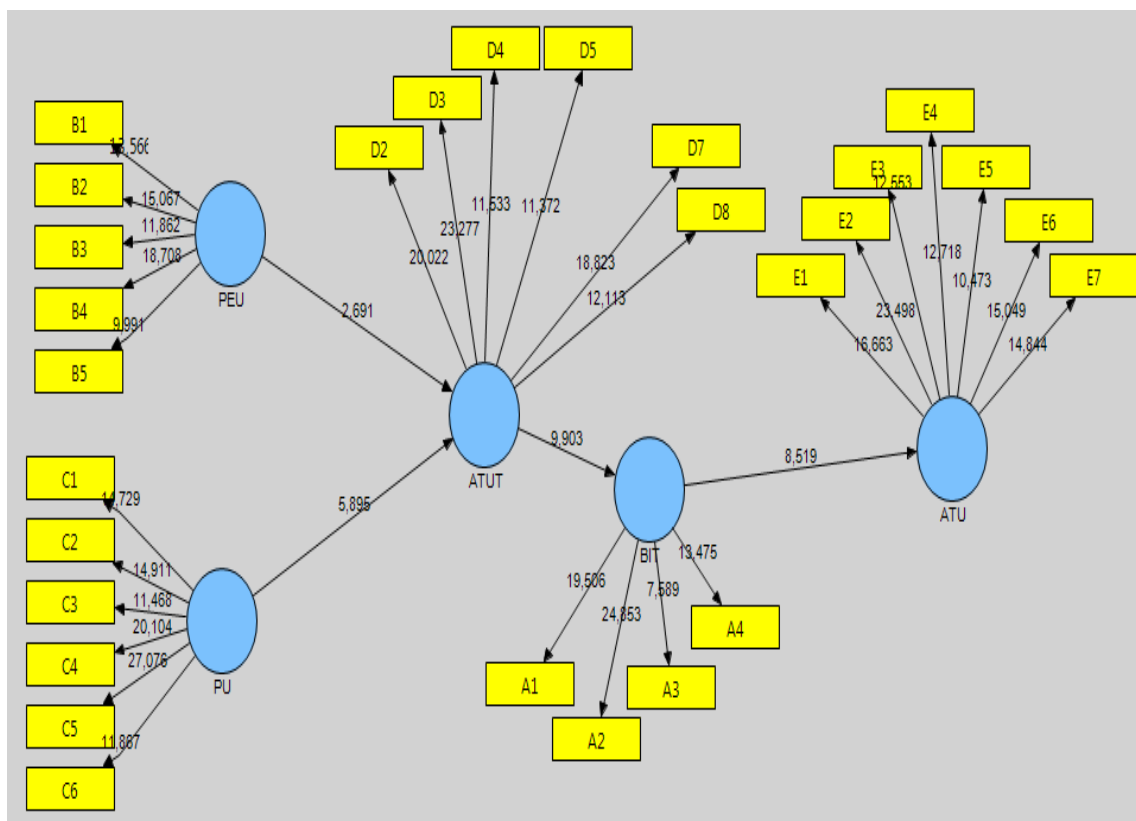 D4
D5
D3
B1
E4
D2
D7
B2
15,067
E3
E5
11,862
B3
11,533
11,372
D8
E2
E6
18,708
23,277
20,022
18,823
12,718
E1
10,473
E7
B4
PEU
12,113
23,498
15,049
9,991
2,691
16,663
14,844
B5
9,903
C1
ATUT
8,519
14,729
5,895
ATU
C2
BIT
13,475
14,911
19,506
7,589
C3
11,468
24,853
20,104
A4
C4
27,076
PU
A1
A3
C5
A2
C6